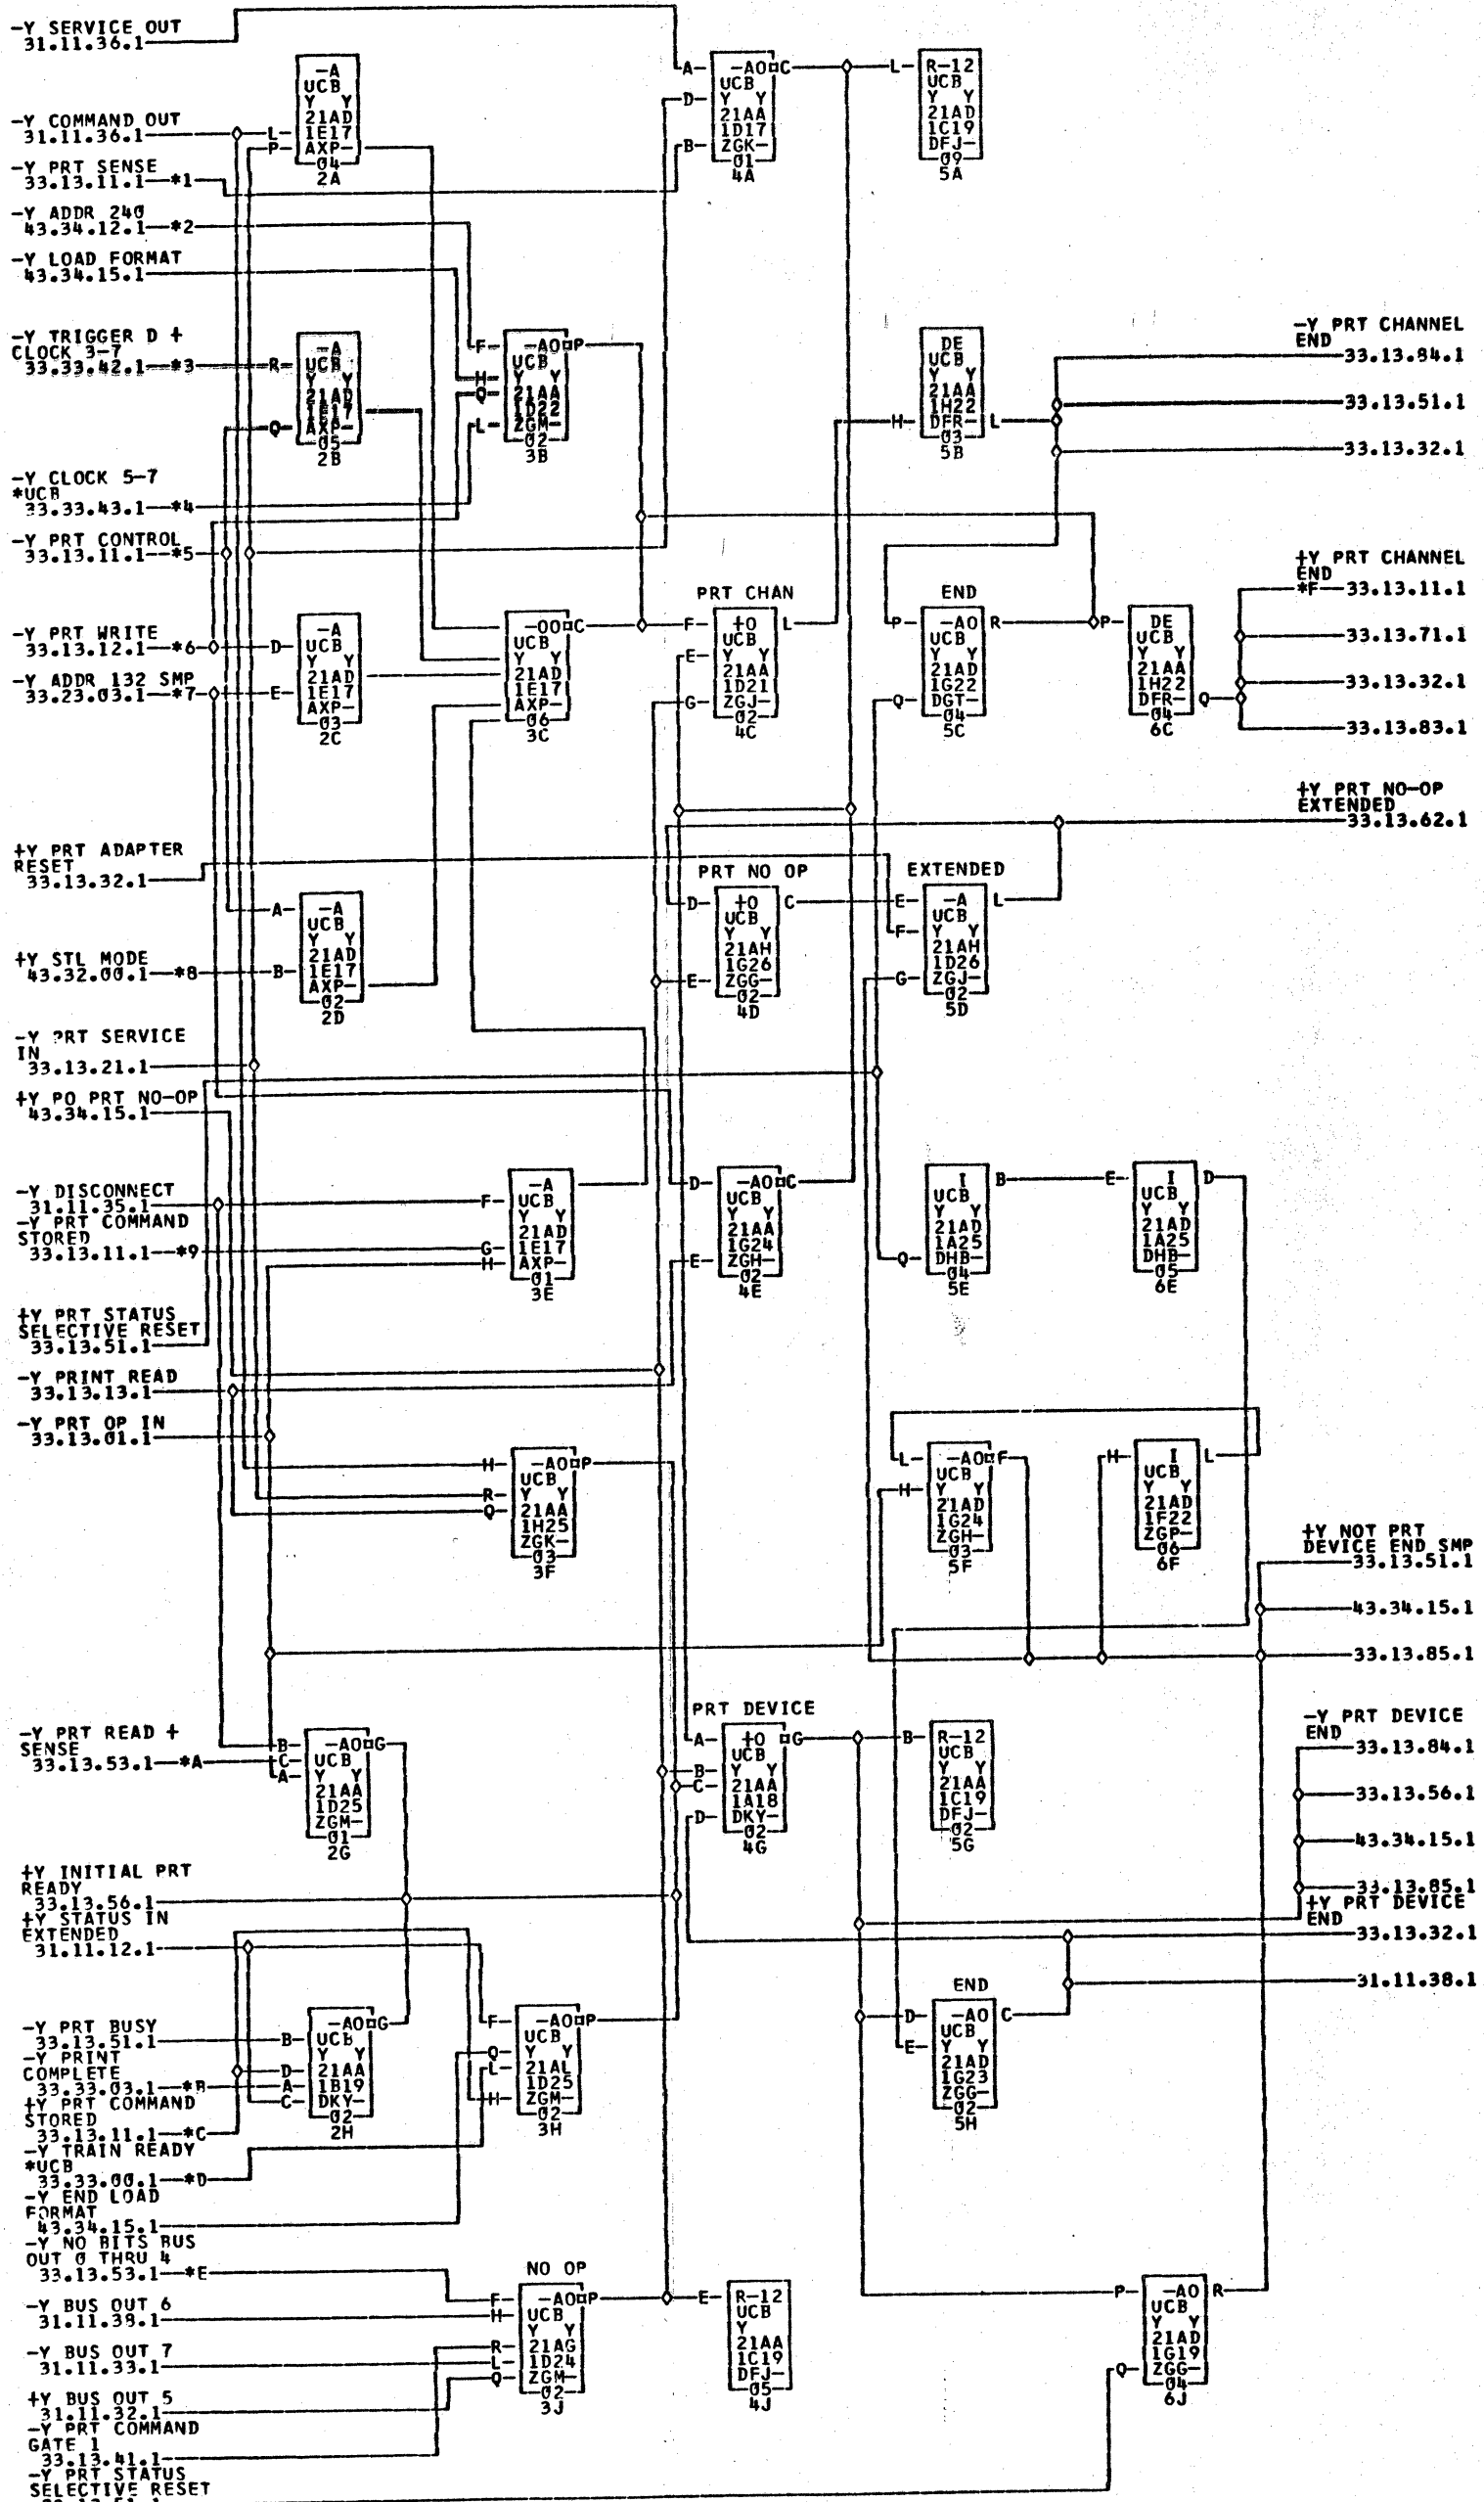 -Y SERVICE OUT
31.11.36.1
-Y COMMAND OUT
31.11.36.1
-Y PRT SENSE
33.13.11.1—*1
-Y ADDR 240
43.34.12.1—*2
-Y LOAD FORMAT
43.34.15.1
-Y TRIGGER D +
CLOCK 3-7
33.33.42.1—*3
-Y CLOCK 5-7
*UCB
33.33.43.1—*4
-Y PRT CONTROL
33.13.11.1—*5
-Y PRT WRITE
33.13.12.1—*6
-Y ADDR 132 SMP
33.23.03.1—*7
+Y PRT ADAPTER
RESET
33.13.32.1
+Y STL MODE
43.32.00.1—*8
-Y PRT SERVICE
IN
33.13.21.1
+Y PO PRT NO-OP
43.34.15.1
-Y DISCONNECT
31.11.35.1
-Y PRT COMMAND
STORED
33.13.11.1—*9
+Y PRT STATUS
SELECTIVE RESET
33.13.51.1
-Y PRINT READ
33.13.13.1
-Y PRT OP IN
33.13.01.1
-Y PRT READ +
SENSE
33.13.53.1—*A
+Y INITIAL PRT
READY
33.13.56.1
+Y STATUS IN
EXTENDED
31.11.12.1
-Y PRT BUSY
33.13.51.1
-Y PRINT
COMPLETE
33.33.03.1—*B
+Y PRT COMMAND
STORED
33.13.11.1—*C
-Y TRAIN READY
*UCB
33.33.00.1—*D
-Y END LOAD
FORMAT
43.34.15.1
-Y NO BITS BUS
OUT 0 THRU 4
33.13.53.1—*E
-Y BUS OUT 6
31.11.38.1
-Y BUS OUT 7
31.11.33.1
+Y BUS OUT 5
31.11.32.1
-Y PRT COMMAND
GATE 1
33.13.41.1
-Y PRT STATUS
SELECTIVE RESET
L
P
-A
UCB
Y Y
21AD
1E17
AXP-
04
2A
A
D
B
-AO C
UCB
Y Y
21AA
1D17
ZGK-
01
4A
L
R-12
UCB
Y Y
21AD
1C19
DFJ-
09
5A
R
Q
-A
UCB
Y Y
21AD
1E17
AXP-
05
2B
F
H
Q
L
-AO P
UCB
Y Y
21AA
1D22
ZGM-
02
3B
H
DE
UCB
Y Y
21AA
1H22
DFR- L
03
5B
D
E
-A
UCB
Y Y
21AD
1E17
AXP-
03
2C
-OO C
UCB
Y Y
21AD
1E17
AXP-
06
3C
PRT CHAN
F
E
G
+O L
UCB
Y Y
21AA
1D21
ZGJ-
02
4C
END
P
Q
-AO R
UCB
Y Y
21AD
1G22
DGT-
04
5C
P
DE
UCB
Y Y
21AA
1H22
DFR- Q
04
6C
A
B
-A
UCB
Y Y
21AD
1E17
AXP-
02
2D
PRT NO OP
D
E
+O C
UCB
Y Y
21AH
1G26
ZGG-
02
4D
EXTENDED
E
F
G
-A L
UCB
Y Y
21AH
1D26
ZGJ-
02
5D
F
G
H
-A
UCB
Y Y
21AD
1E17
AXP-
01
3E
D
E
-AO C
UCB
Y Y
21AA
1G24
ZGH-
02
4E
Q
I B
UCB
Y Y
21AD
1A25
DHB-
04
5E
E
I D
UCB
Y Y
21AD
1A25
DHB-
05
6E
H
R
Q
-AO P
UCB
Y Y
21AA
1H25
ZGK-
03
3F
L
H
-AO F
UCB
Y Y
21AD
1G24
ZGH-
03
5F
H
I L
UCB
Y Y
21AD
1F22
ZGP-
06
6F
B
C
A
-AO G
UCB
Y Y
21AA
1D25
ZGM-
01
2G
PRT DEVICE
A
B
C
D
+O G
UCB
Y Y
21AA
1A18
DKY-
02
4G
B
R-12
UCB
Y Y
21AA
1C19
DFJ-
02
5G
B
D
A
C
-AO G
UCB
Y Y
21AA
1B19
DKY-
02
2H
F
Q
L
H
-AO P
UCB
Y Y
21AL
1D25
ZGM-
02
3H
END
D
E
-AO C
UCB
Y Y
21AD
1G23
ZGG-
02
5H
NO OP
F
H
R
L
Q
-AO P
UCB
Y Y
21AG
1D24
ZGM-
02
3J
E
R-12
UCB
Y
21AA
1C19
DFJ-
05
4J
P
Q
-AO R
UCB
Y Y
21AD
1G19
ZGG-
04
6J
-Y PRT CHANNEL
END
33.13.84.1
33.13.51.1
33.13.32.1
+Y PRT CHANNEL
END
*F—33.13.11.1
33.13.71.1
33.13.32.1
33.13.83.1
+Y PRT NO-OP
EXTENDED
33.13.62.1
+Y NOT PRT
DEVICE END SMP
33.13.51.1
43.34.15.1
33.13.85.1
-Y PRT DEVICE
END
33.13.84.1
33.13.56.1
43.34.15.1
33.13.85.1
+Y PRT DEVICE
END
33.13.32.1
31.11.38.1